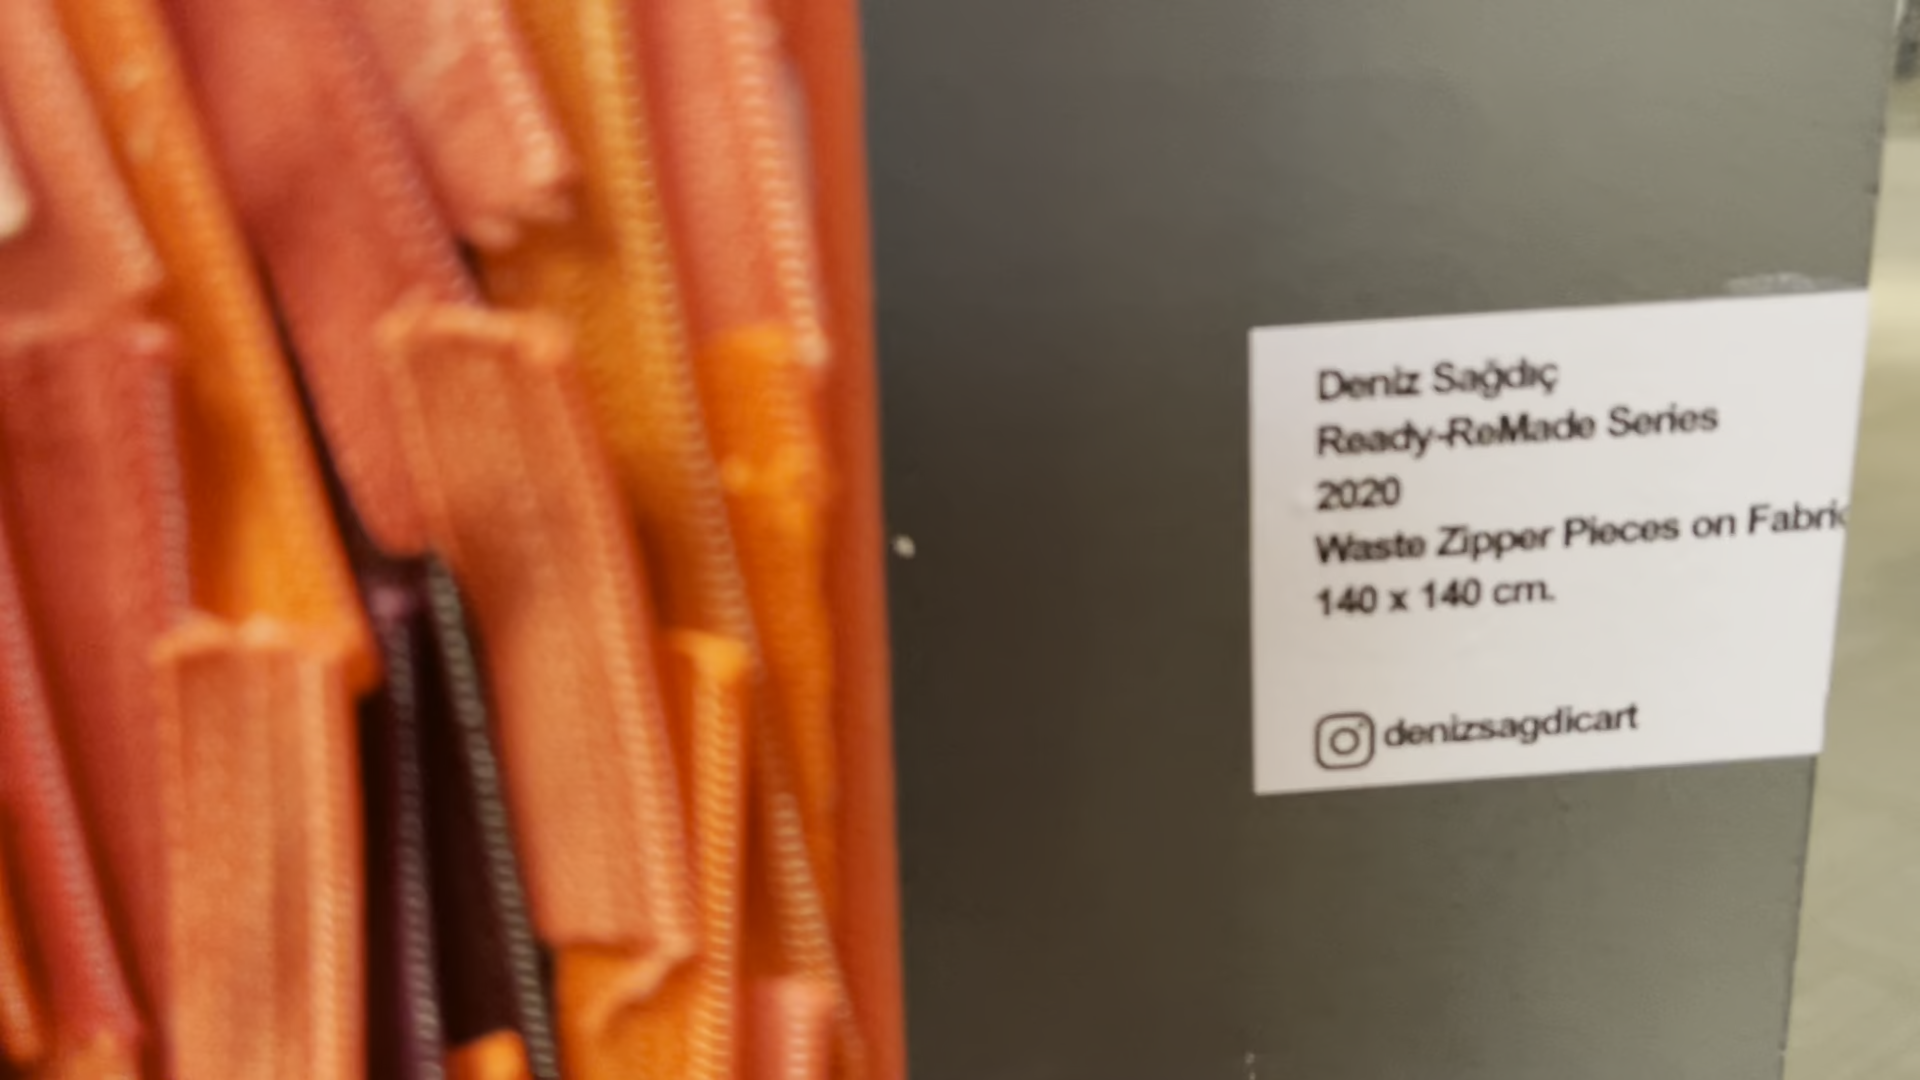 Deniz Sağdıç
Ready-ReMade Series
2020
Waste Zipper Pieces on Fabric
140 x 140 cm.
denizsagdicart